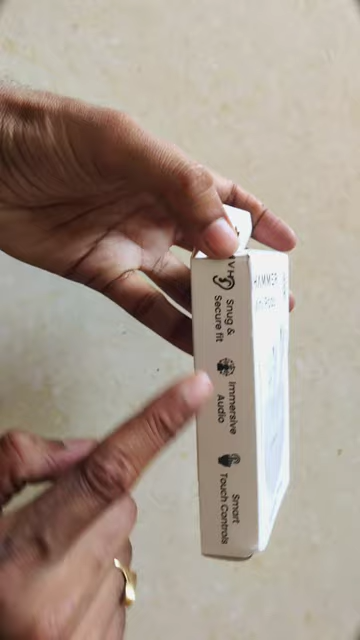 Snug &
Secure fit
Immersive
Audio
Smart
Touch Controls
HAMMER